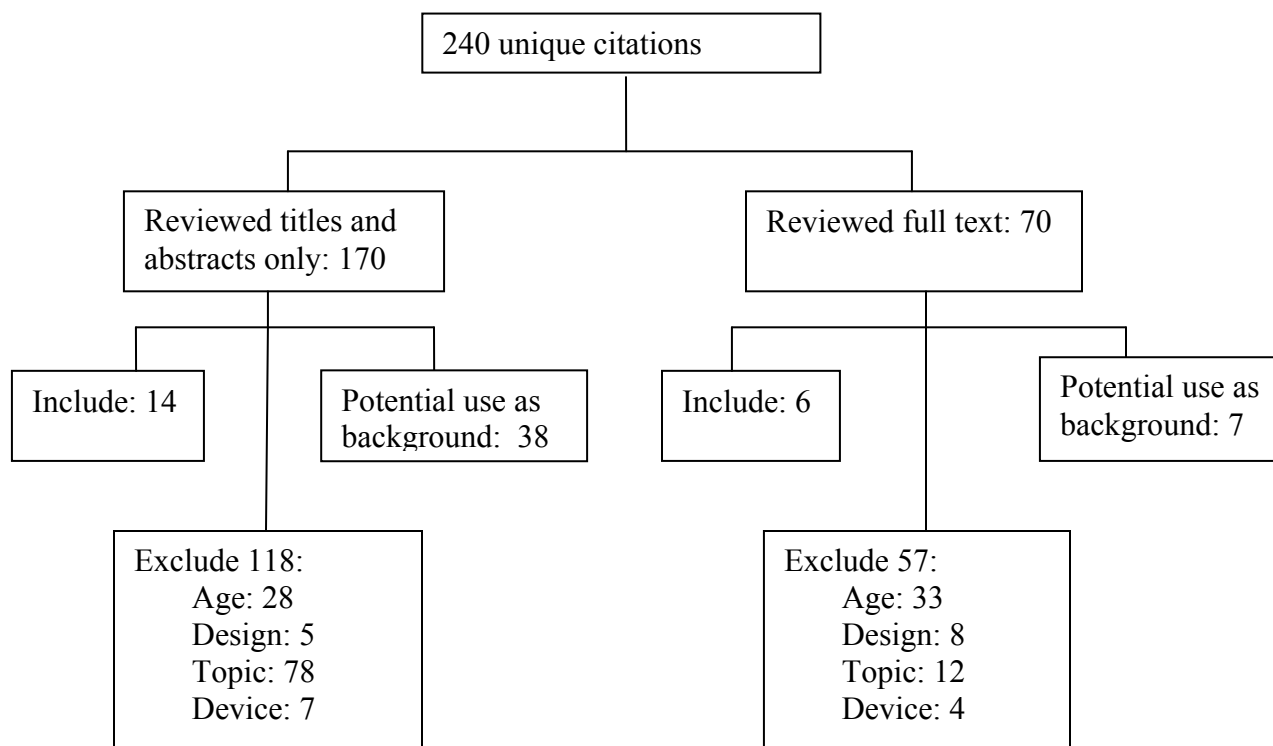 240 unique citations
Reviewed titles and
abstracts only: 170
Reviewed full text: 70
Include: 14
Potential use as
background: 38
Include: 6
Potential use as
background: 7
Exclude 118:
Age: 28
Design: 5
Topic: 78
Device: 7
Exclude 57:
Age: 33
Design: 8
Topic: 12
Device: 4